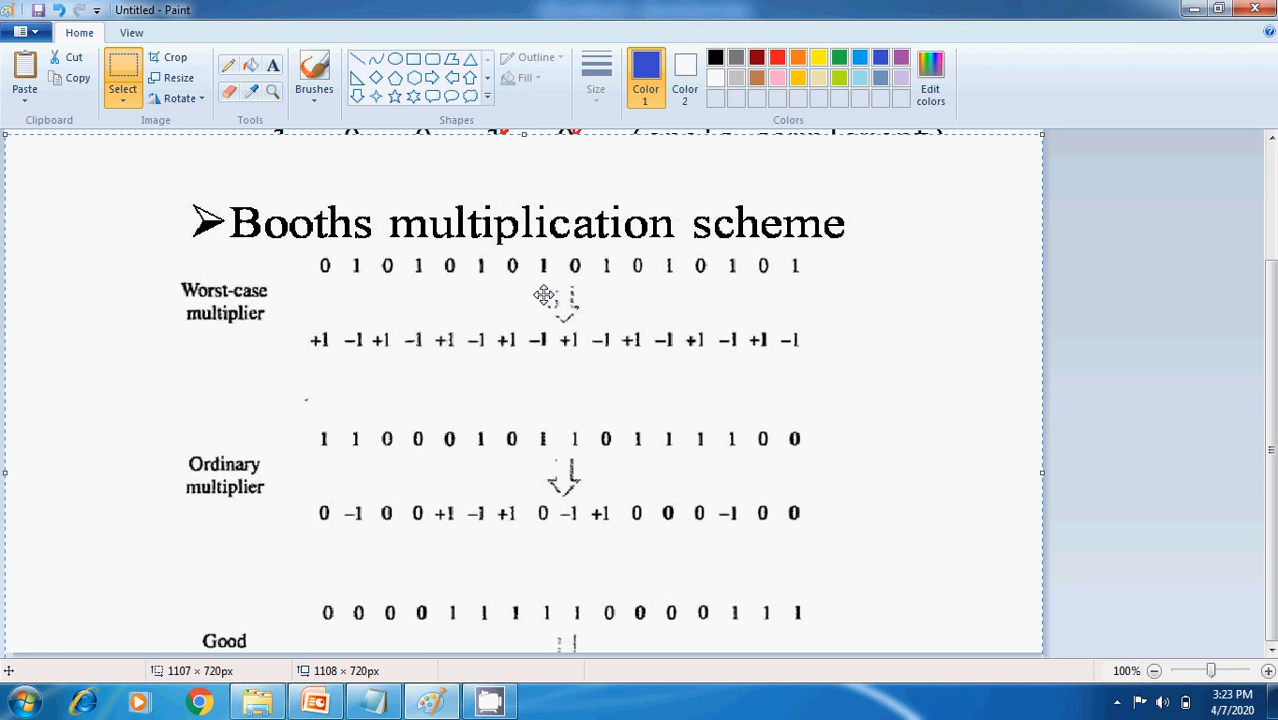 Untitled - Paint
Home View
Cut
Copy
Paste
Clipboard
Crop
Resize
Rotate
Select
Image
Tools
Brushes
Shapes
Outline
Fill
Size
Color 1
Color 2
Edit colors
Colors
➢Booths multiplication scheme
0 1 0 1 0 1 0 1 0 1 0 1 0 1 0 1
Worst-case
multiplier
+1 −1 +1 −1 +1 −1 +1 −1 +1 −1 +1 −1 +1 −1 +1 −1
1 1 0 0 0 1 0 1 1 0 1 1 1 1 0 0
Ordinary
multiplier
0 −1 0 0 +1 −1 +1 0 −1 +1 0 0 0 −1 0 0
0 0 0 0 1 1 1 1 1 0 0 0 0 1 1 1
Good
1107 × 720px 1108 × 720px 100%
3:23 PM
4/7/2020